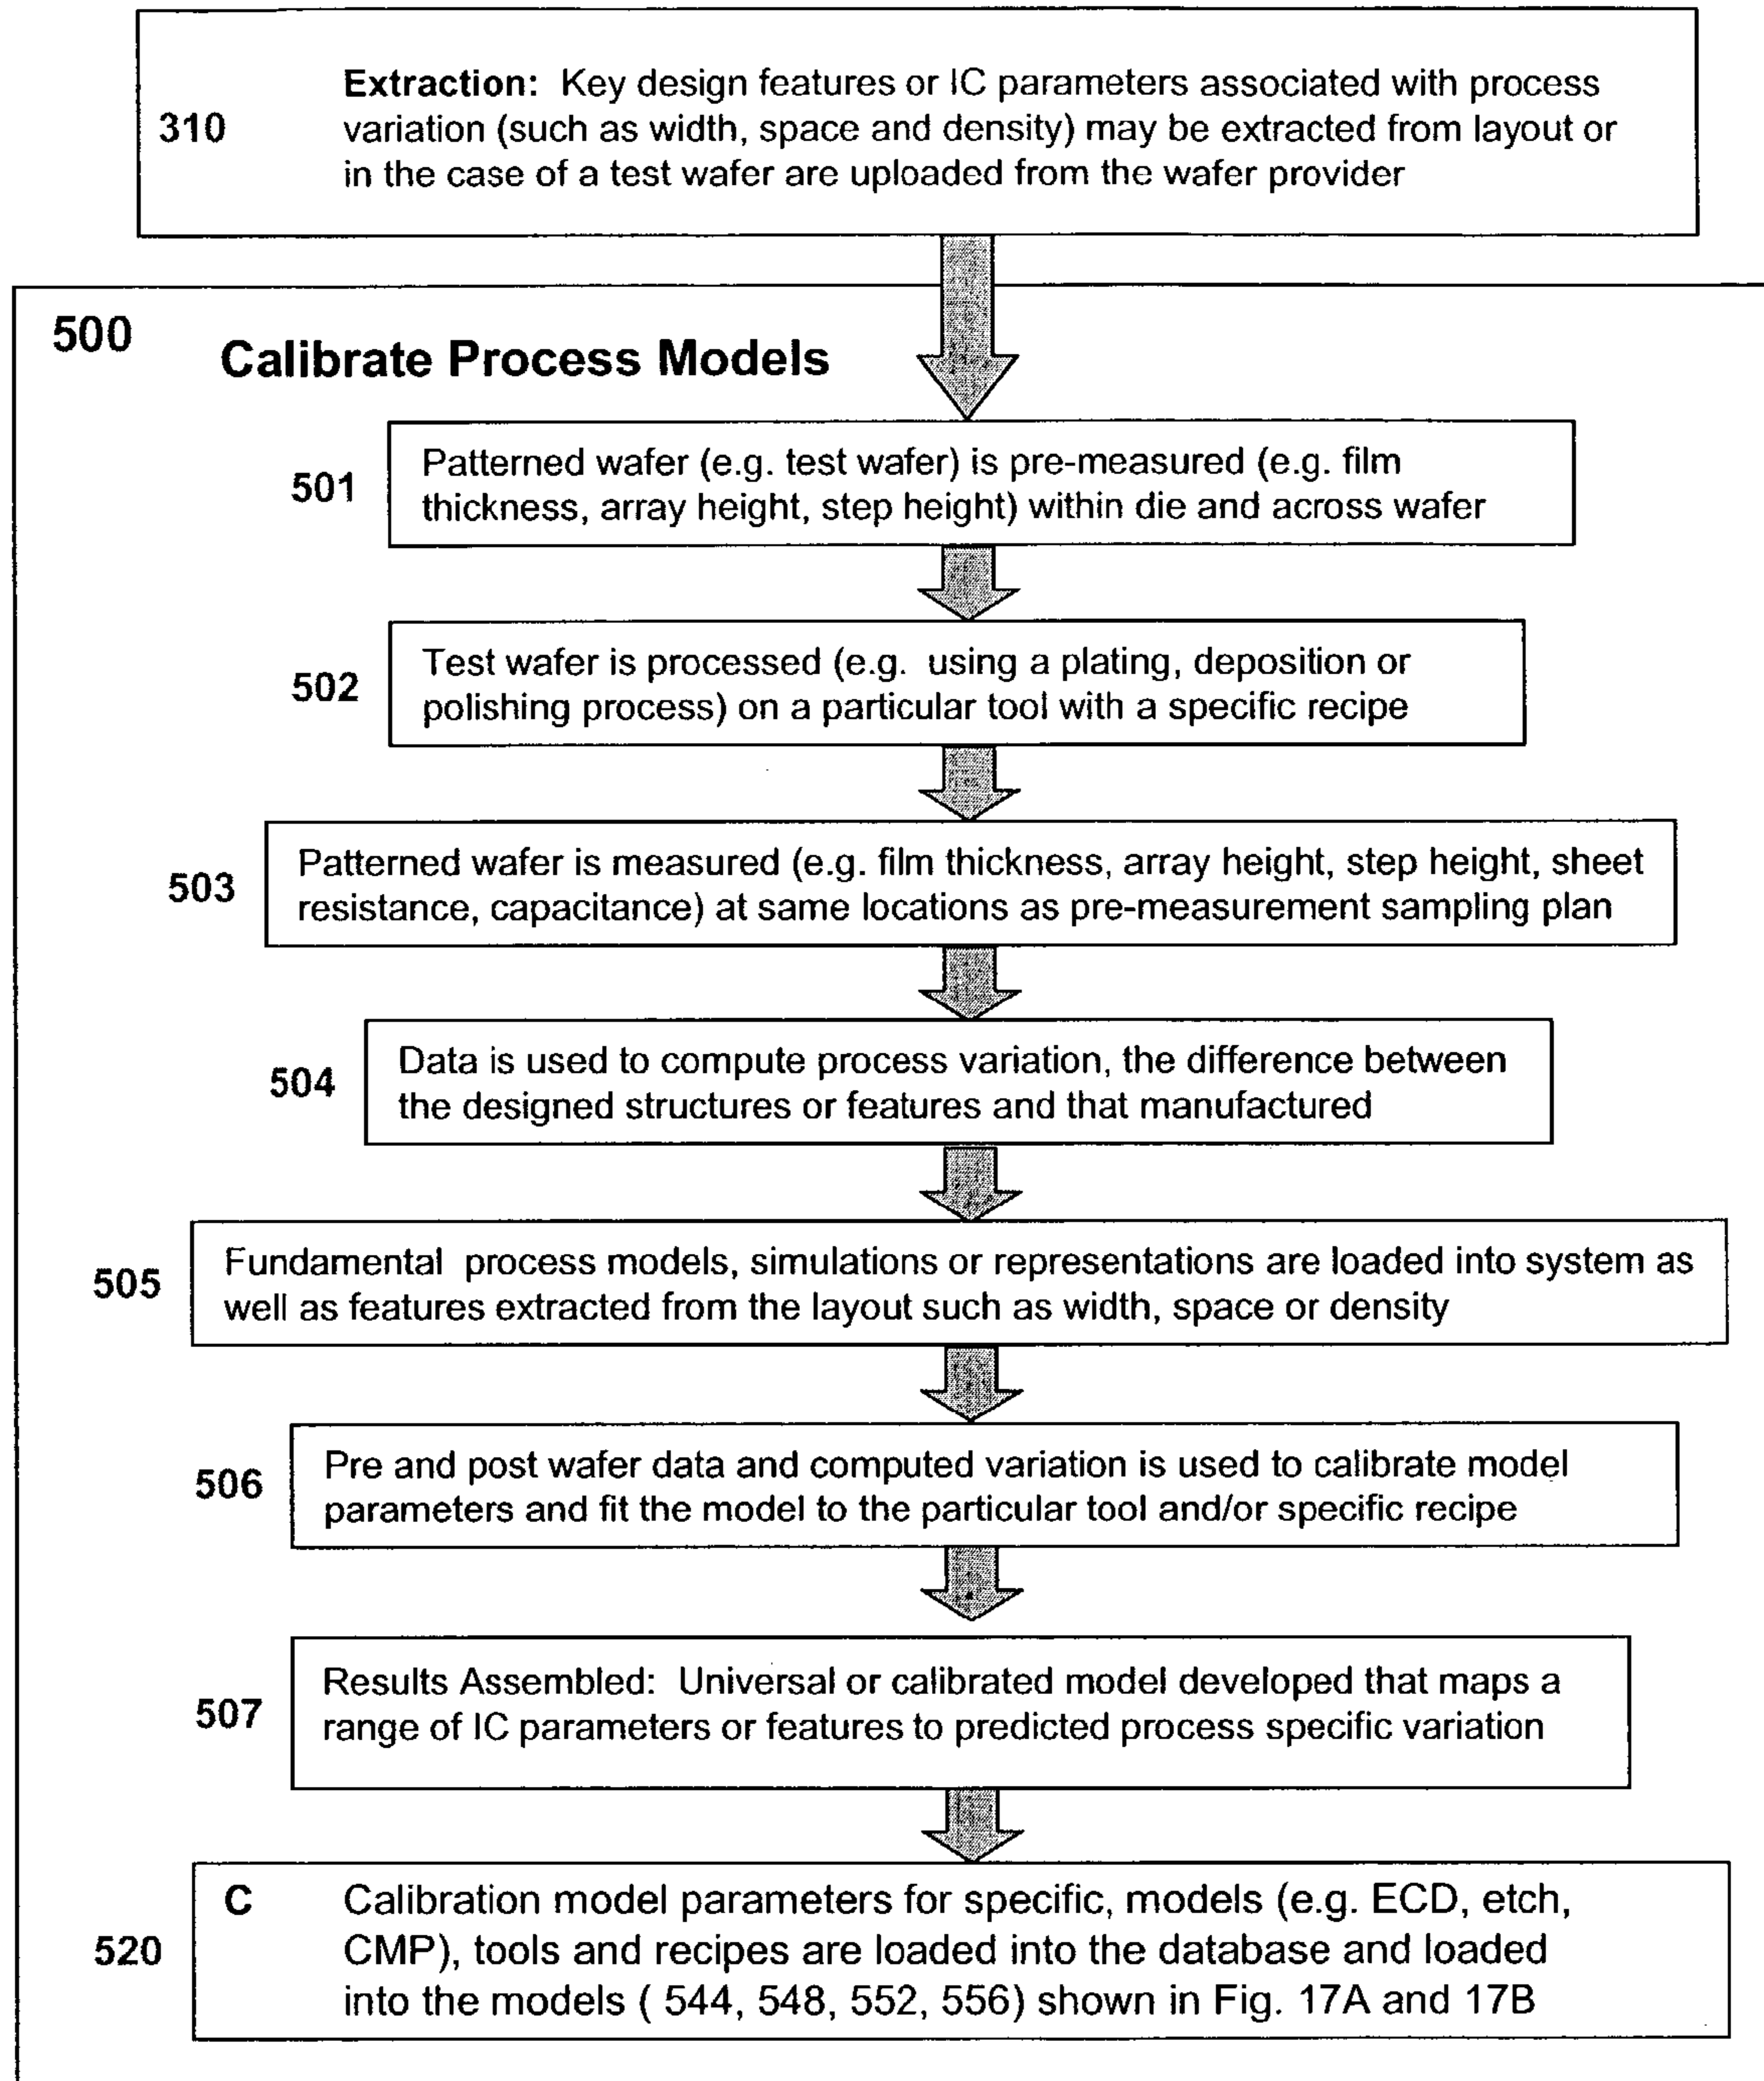 Extraction: Key design features or IC parameters associated with process
310
variation (such as width, space and density) may be extracted from layout or
in the case of a test wafer are uploaded from the wafer provider
500
Calibrate Process Models
501
Patterned wafer (e.g. test wafer) is pre-measured (e.g. film
thickness, array height, step height) within die and across wafer
502
Test wafer is processed (e.g. using a plating, deposition or
polishing process) on a particular tool with a specific recipe
503
Patterned wafer is measured (e.g. film thickness, array height, step height, sheet
resistance, capacitance) at same locations as pre-measurement sampling plan
504
Data is used to compute process variation, the difference between
the designed structures or features and that manufactured
505
Fundamental process models, simulations or representations are loaded into system as
well as features extracted from the layout such as width, space or density
506
Pre and post wafer data and computed variation is used to calibrate model
parameters and fit the model to the particular tool and/or specific recipe
507
Results Assembled: Universal or calibrated model developed that maps a
range of IC parameters or features to predicted process specific variation
520
C Calibration model parameters for specific, models (e.g. ECD, etch,
CMP), tools and recipes are loaded into the database and loaded
into the models ( 544, 548, 552, 556) shown in Fig. 17A and 17B